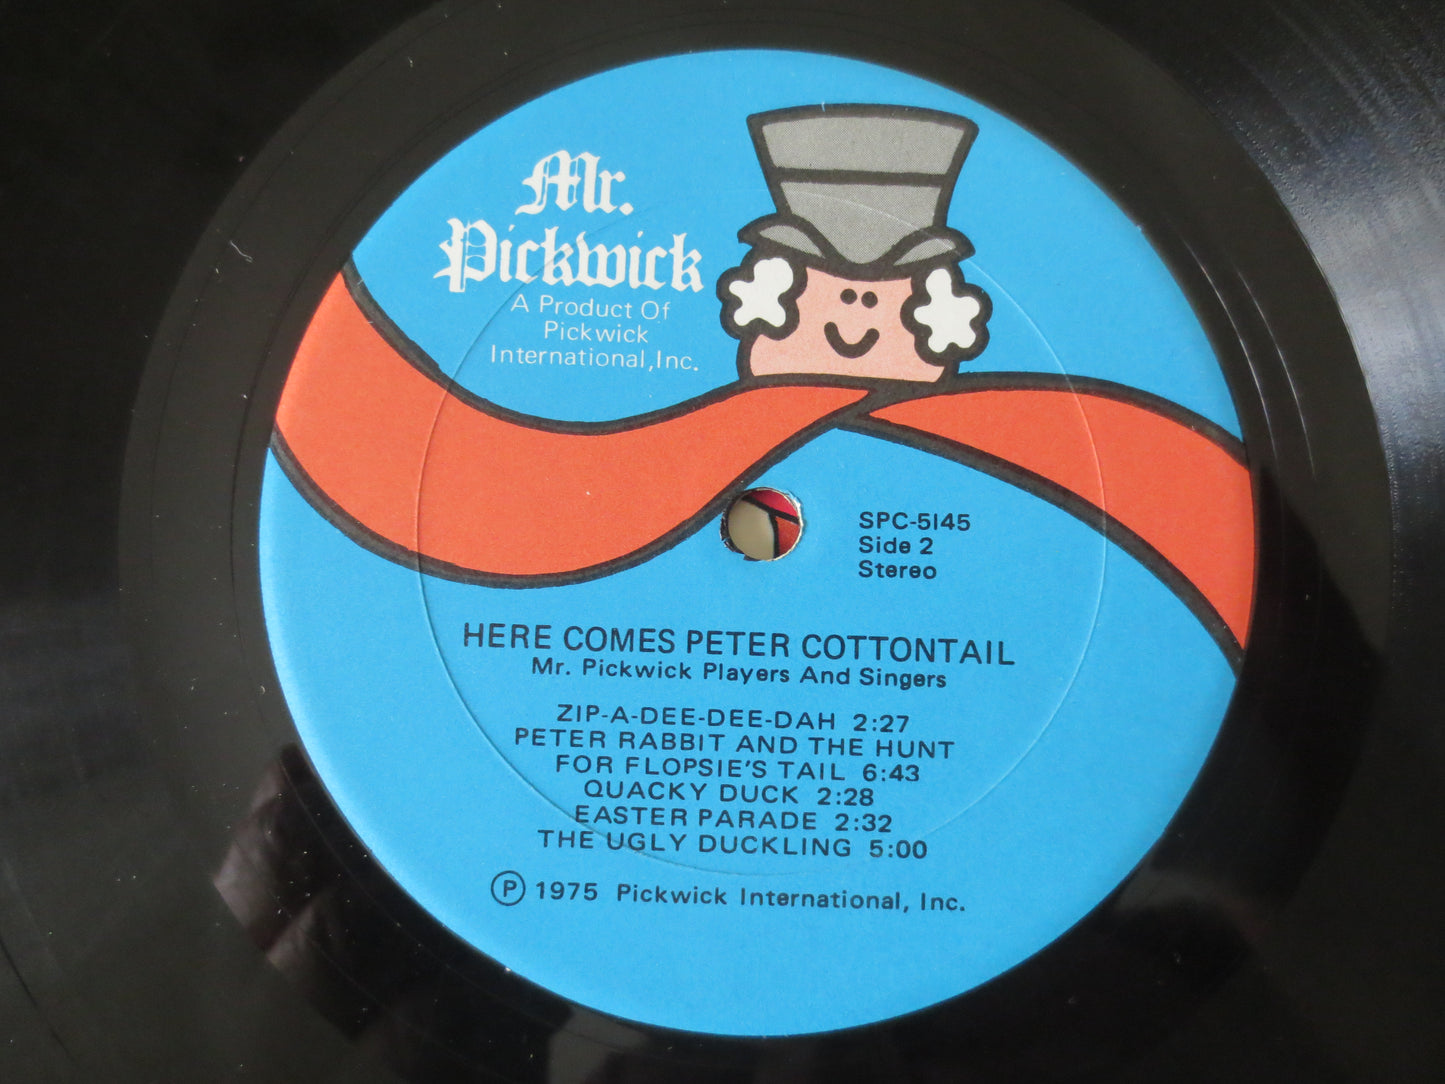 Mr.
Pickwick
A Product Of
Pickwick
International,Inc.
SPC-5145
Side 2
Stereo
HERE COMES PETER COTTONTAIL
Mr. Pickwick Players And Singers
ZIP-A-DEE-DEE-DAH 2:27
PETER RABBIT AND THE HUNT
FOR FLOPSIE'S TAIL 6:43
QUACKY DUCK 2:28
EASTER PARADE 2:32
THE UGLY DUCKLING 5:00
Ⓟ 1975 Pickwick International, Inc.